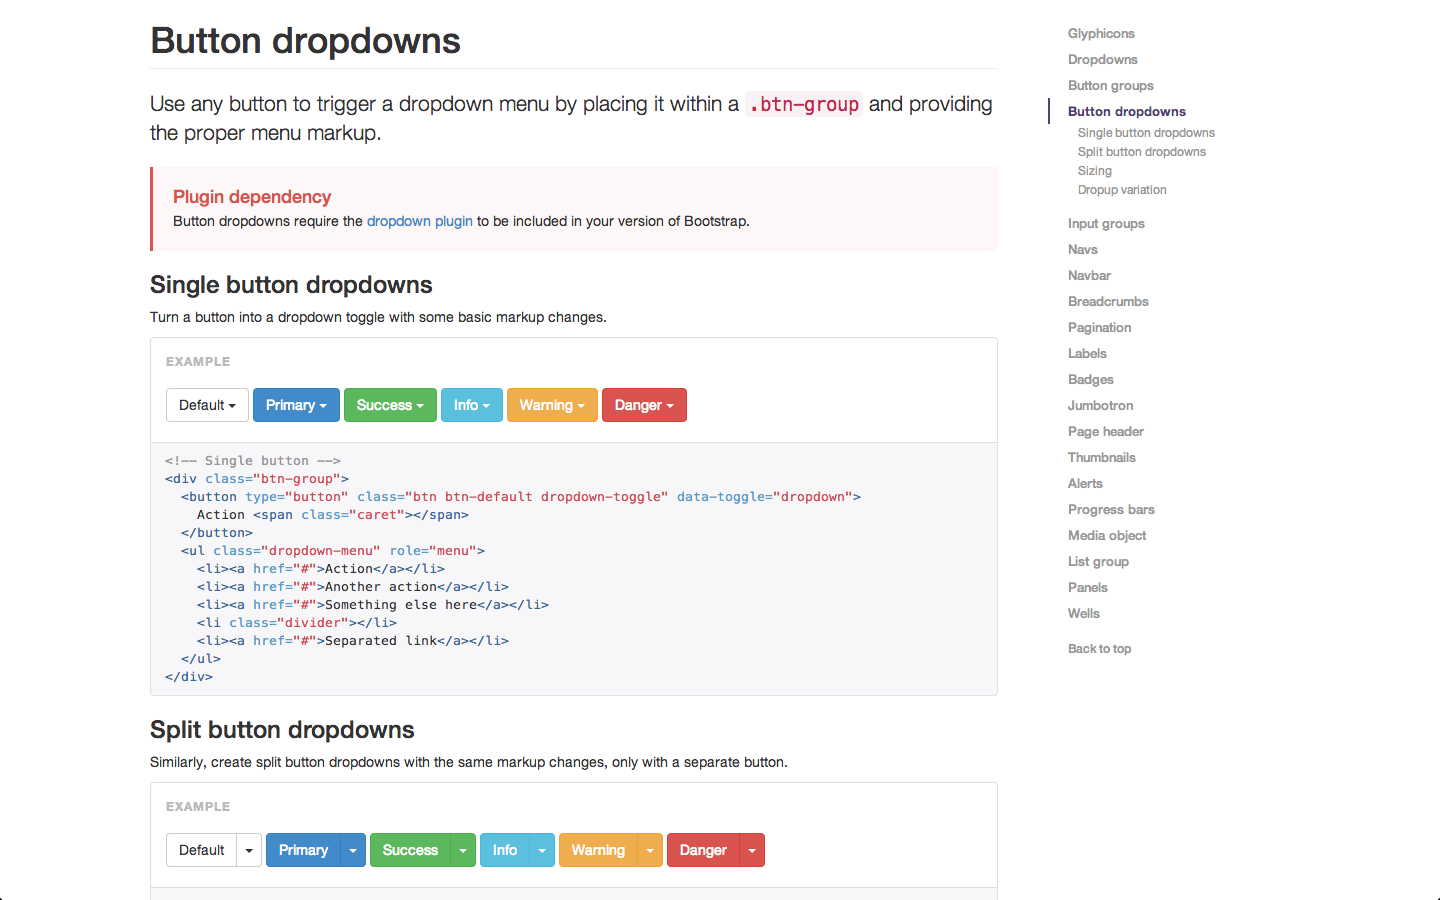 Button dropdowns
Use any button to trigger a dropdown menu by placing it within a .btn-group and providing
the proper menu markup.
Plugin dependency
Button dropdowns require the dropdown plugin to be included in your version of Bootstrap.
Single button dropdowns
Turn a button into a dropdown toggle with some basic markup changes.
EXAMPLE
Default Primary Success Info Warning Danger
<!-- Single button -->
<div class="btn-group">
  <button type="button" class="btn btn-default dropdown-toggle" data-toggle="dropdown">
    Action <span class="caret"></span>
  </button>
  <ul class="dropdown-menu" role="menu">
    <li><a href="#">Action</a></li>
    <li><a href="#">Another action</a></li>
    <li><a href="#">Something else here</a></li>
    <li class="divider"></li>
    <li><a href="#">Separated link</a></li>
  </ul>
</div>
Split button dropdowns
Similarly, create split button dropdowns with the same markup changes, only with a separate button.
EXAMPLE
Default Primary Success Info Warning Danger
Glyphicons
Dropdowns
Button groups
Button dropdowns
Single button dropdowns
Split button dropdowns
Sizing
Dropup variation
Input groups
Navs
Navbar
Breadcrumbs
Pagination
Labels
Badges
Jumbotron
Page header
Thumbnails
Alerts
Progress bars
Media object
List group
Panels
Wells
Back to top